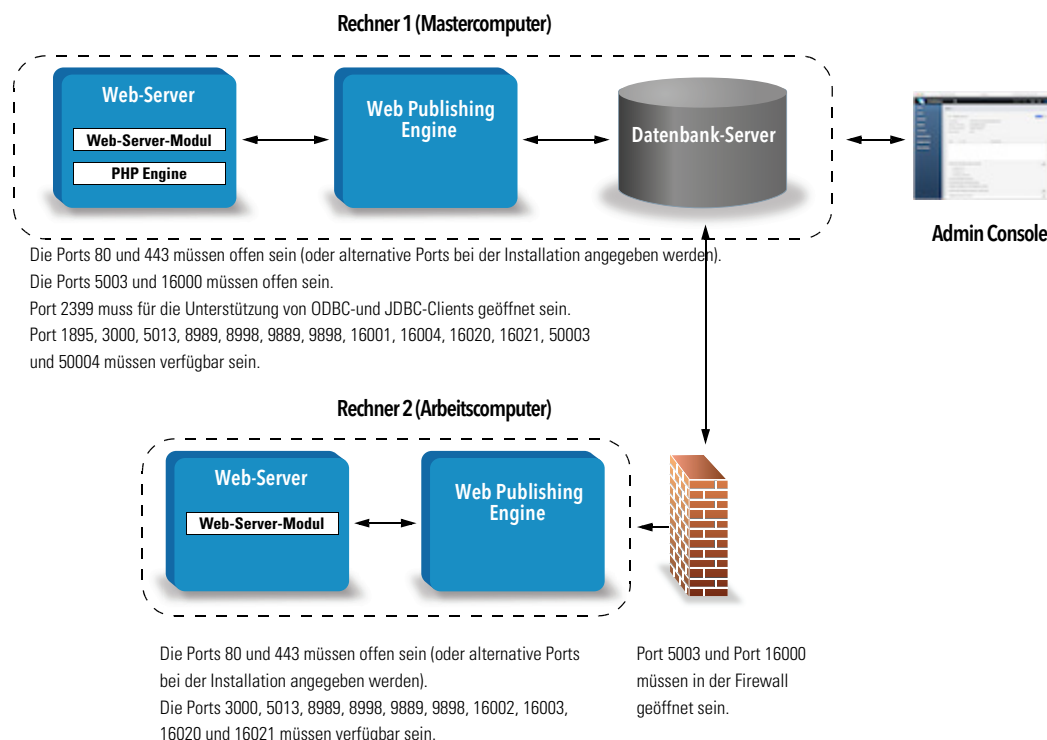 Rechner 1 (Mastercomputer)
Web-Server
Web-Server-Modul
PHP Engine
Web Publishing
Engine
Datenbank-Server
Admin Console
Die Ports 80 und 443 müssen offen sein (oder alternative Ports bei der Installation angegeben werden).
Die Ports 5003 und 16000 müssen offen sein.
Port 2399 muss für die Unterstützung von ODBC-und JDBC-Clients geöffnet sein.
Port 1895, 3000, 5013, 8989, 8998, 9889, 9898, 16001, 16004, 16020, 16021, 50003
und 50004 müssen verfügbar sein.
Rechner 2 (Arbeitscomputer)
Web-Server
Web-Server-Modul
Web Publishing
Engine
Die Ports 80 und 443 müssen offen sein (oder alternative Ports
bei der Installation angegeben werden).
Die Ports 3000, 5013, 8989, 8998, 9889, 9898, 16002, 16003,
16020 und 16021 müssen verfügbar sein.
Port 5003 und Port 16000
müssen in der Firewall
geöffnet sein.